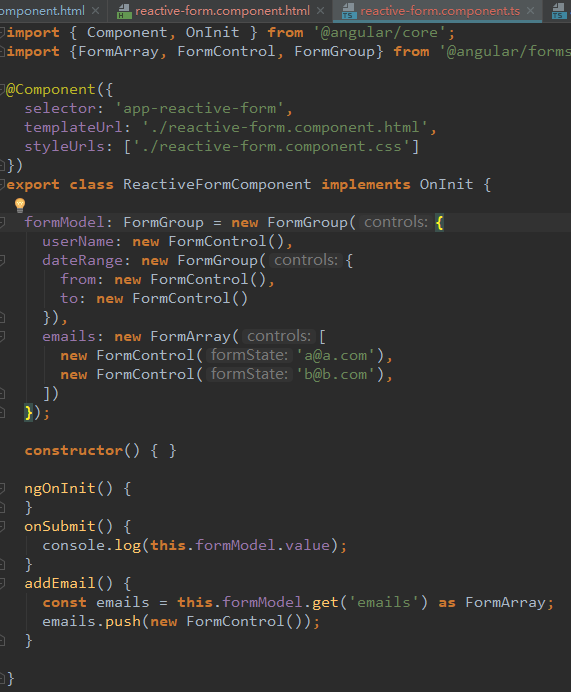 omponent.html × reactive-form.component.html × reactive-form.component.ts ×
import { Component, OnInit } from '@angular/core';
import {FormArray, FormControl, FormGroup} from '@angular/forms
@Component({
selector: 'app-reactive-form',
templateUrl: './reactive-form.component.html',
styleUrls: ['./reactive-form.component.css']
})
export class ReactiveFormComponent implements OnInit {
formModel: FormGroup = new FormGroup( controls: {
userName: new FormControl(),
dateRange: new FormGroup( controls: {
from: new FormControl(),
to: new FormControl()
}),
emails: new FormArray( controls: [
new FormControl( formState: 'a@a.com'),
new FormControl( formState: 'b@b.com'),
])
});
constructor() { }
ngOnInit() {
}
onSubmit() {
console.log(this.formModel.value);
}
addEmail() {
const emails = this.formModel.get('emails') as FormArray;
emails.push(new FormControl());
}
}